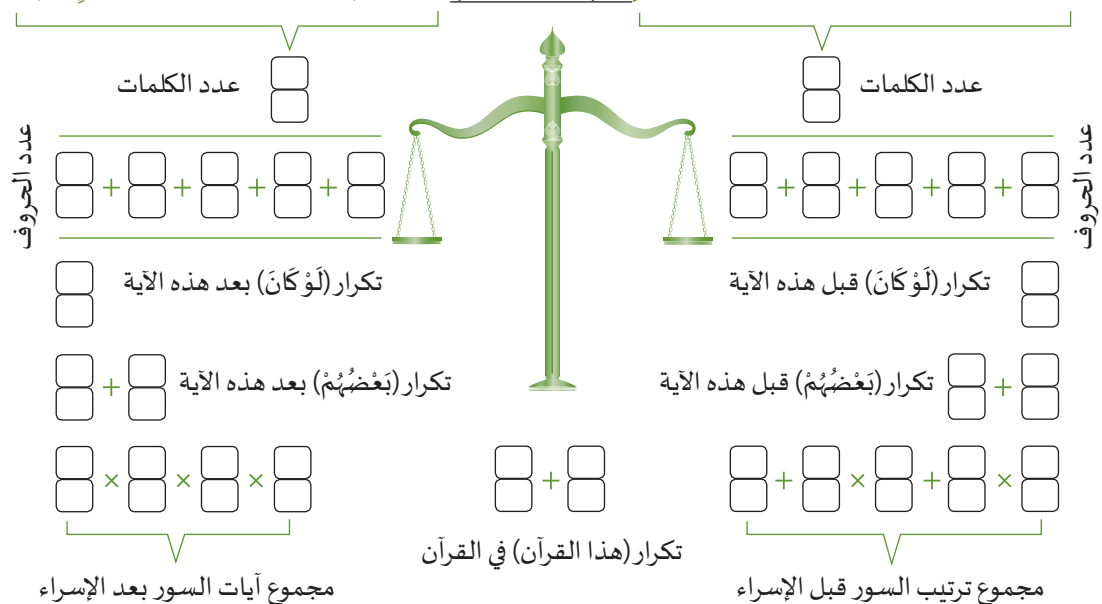 عدد الكلمات
عدد الكلمات
عدد الحروف
+ + + +
عدد الحروف
+ + + +
تكرار (لَوْ كَانَ) قبل هذه الآية
تكرار (لَوْ كَانَ) بعد هذه الآية
+ تكرار (بَعْضُهُمْ) قبل هذه الآية
+ تكرار (بَعْضُهُمْ) بعد هذه الآية
× + × +
+
× × ×
تكرار (هذا القرآن) في القرآن
مجموع ترتيب السور قبل الإسراء
مجموع آيات السور بعد الإسراء